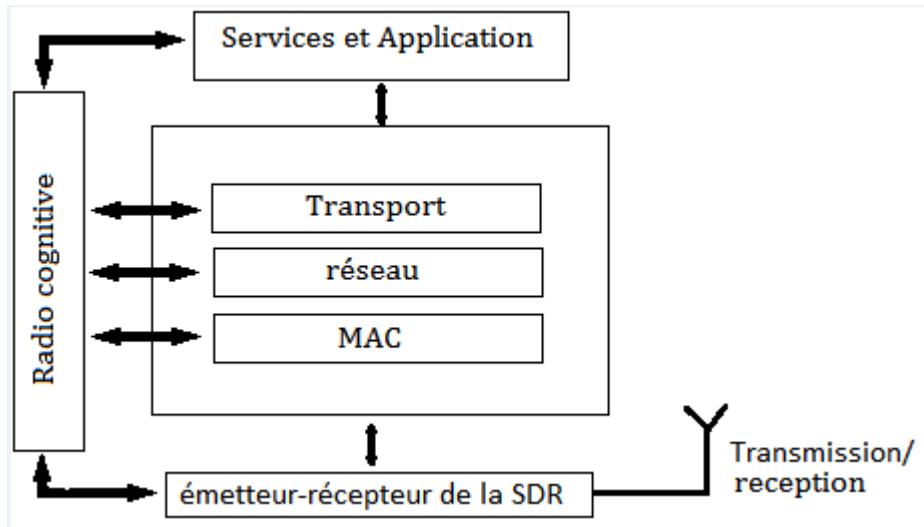 Services et Application
Radio cognitive
Transport
réseau
MAC
émetteur-récepteur de la SDR
Transmission/
reception